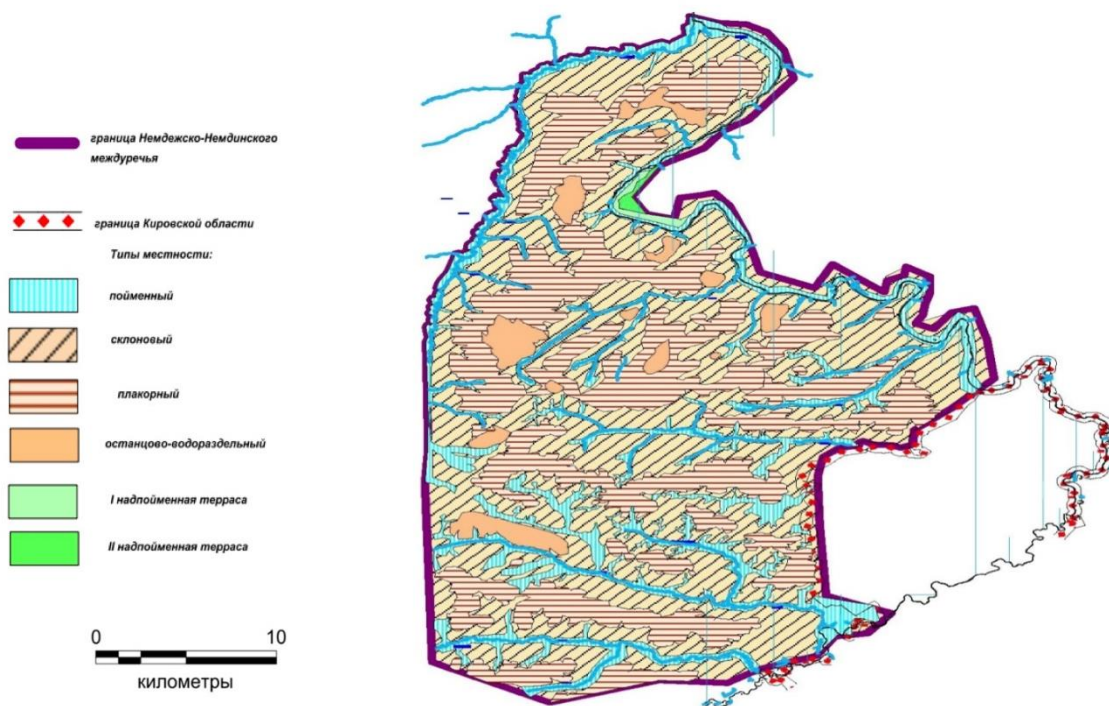 граница Немдежско-Немдинского
междуречья
граница Кировской области
Типы местности:
пойменный
склоновый
плакорный
останцово-водораздельный
I надпойменная терраса
II надпойменная терраса
0 10
километры